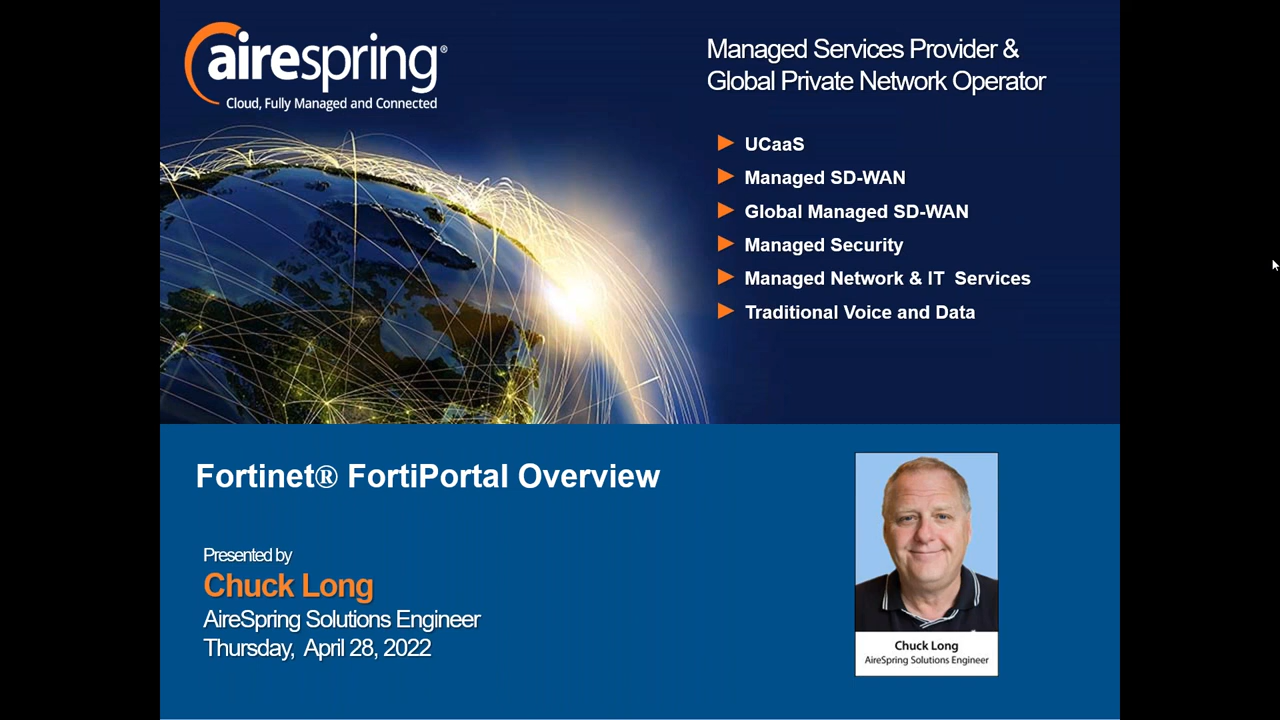 airespring®
Cloud, Fully Managed and Connected
Managed Services Provider &
Global Private Network Operator
UCaaS
Managed SD-WAN
Global Managed SD-WAN
Managed Security
Managed Network & IT  Services
Traditional Voice and Data
Fortinet® FortiPortal Overview
Presented by
Chuck Long
AireSpring Solutions Engineer
Thursday,  April 28, 2022
Chuck Long
AireSpring Solutions Engineer